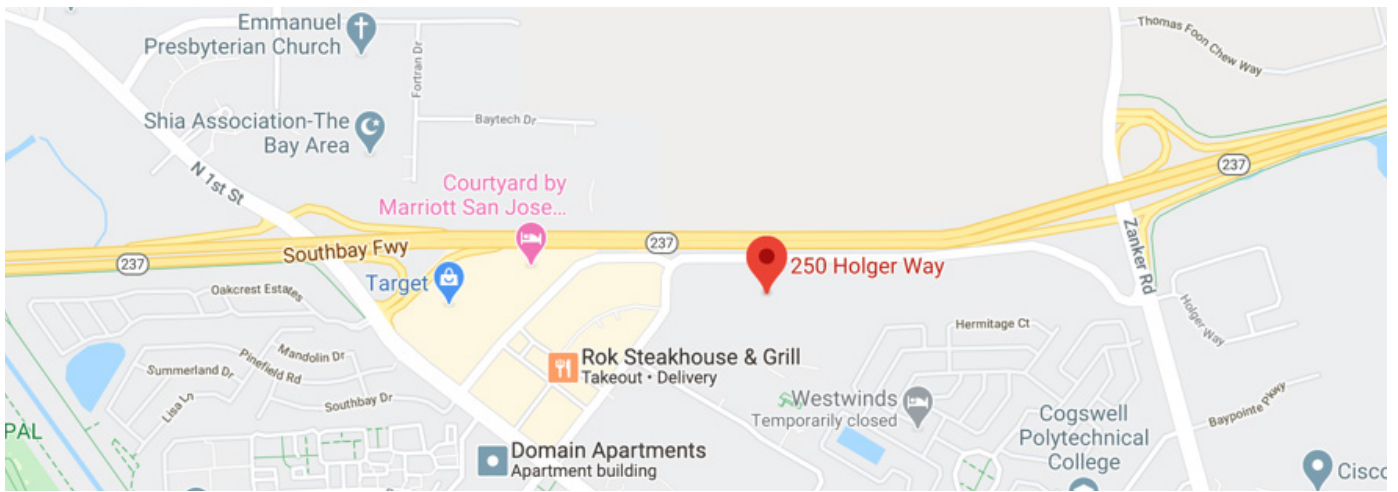 Emmanuel
Presbyterian Church
Fortran Dr
Thomas Foon Chew Way
Shia Association-The
Bay Area
Baytech Dr
N 1st St
Courtyard by
Marriott San Jose...
237
237
237
Southbay Fwy
Zanker Rd
250 Holger Way
Target
Oakcrest Estates
Holger Way
Hermitage Ct
Mandolin Dr
Pinefield Rd
Summerland Dr
Rok Steakhouse & Grill
Takeout • Delivery
Lisa Ln
Southbay Dr
Westwinds
Temporarily closed
Baypointe Pkwy
Cogswell
Polytechnical
College
PAL
Domain Apartments
Apartment building
Cisco